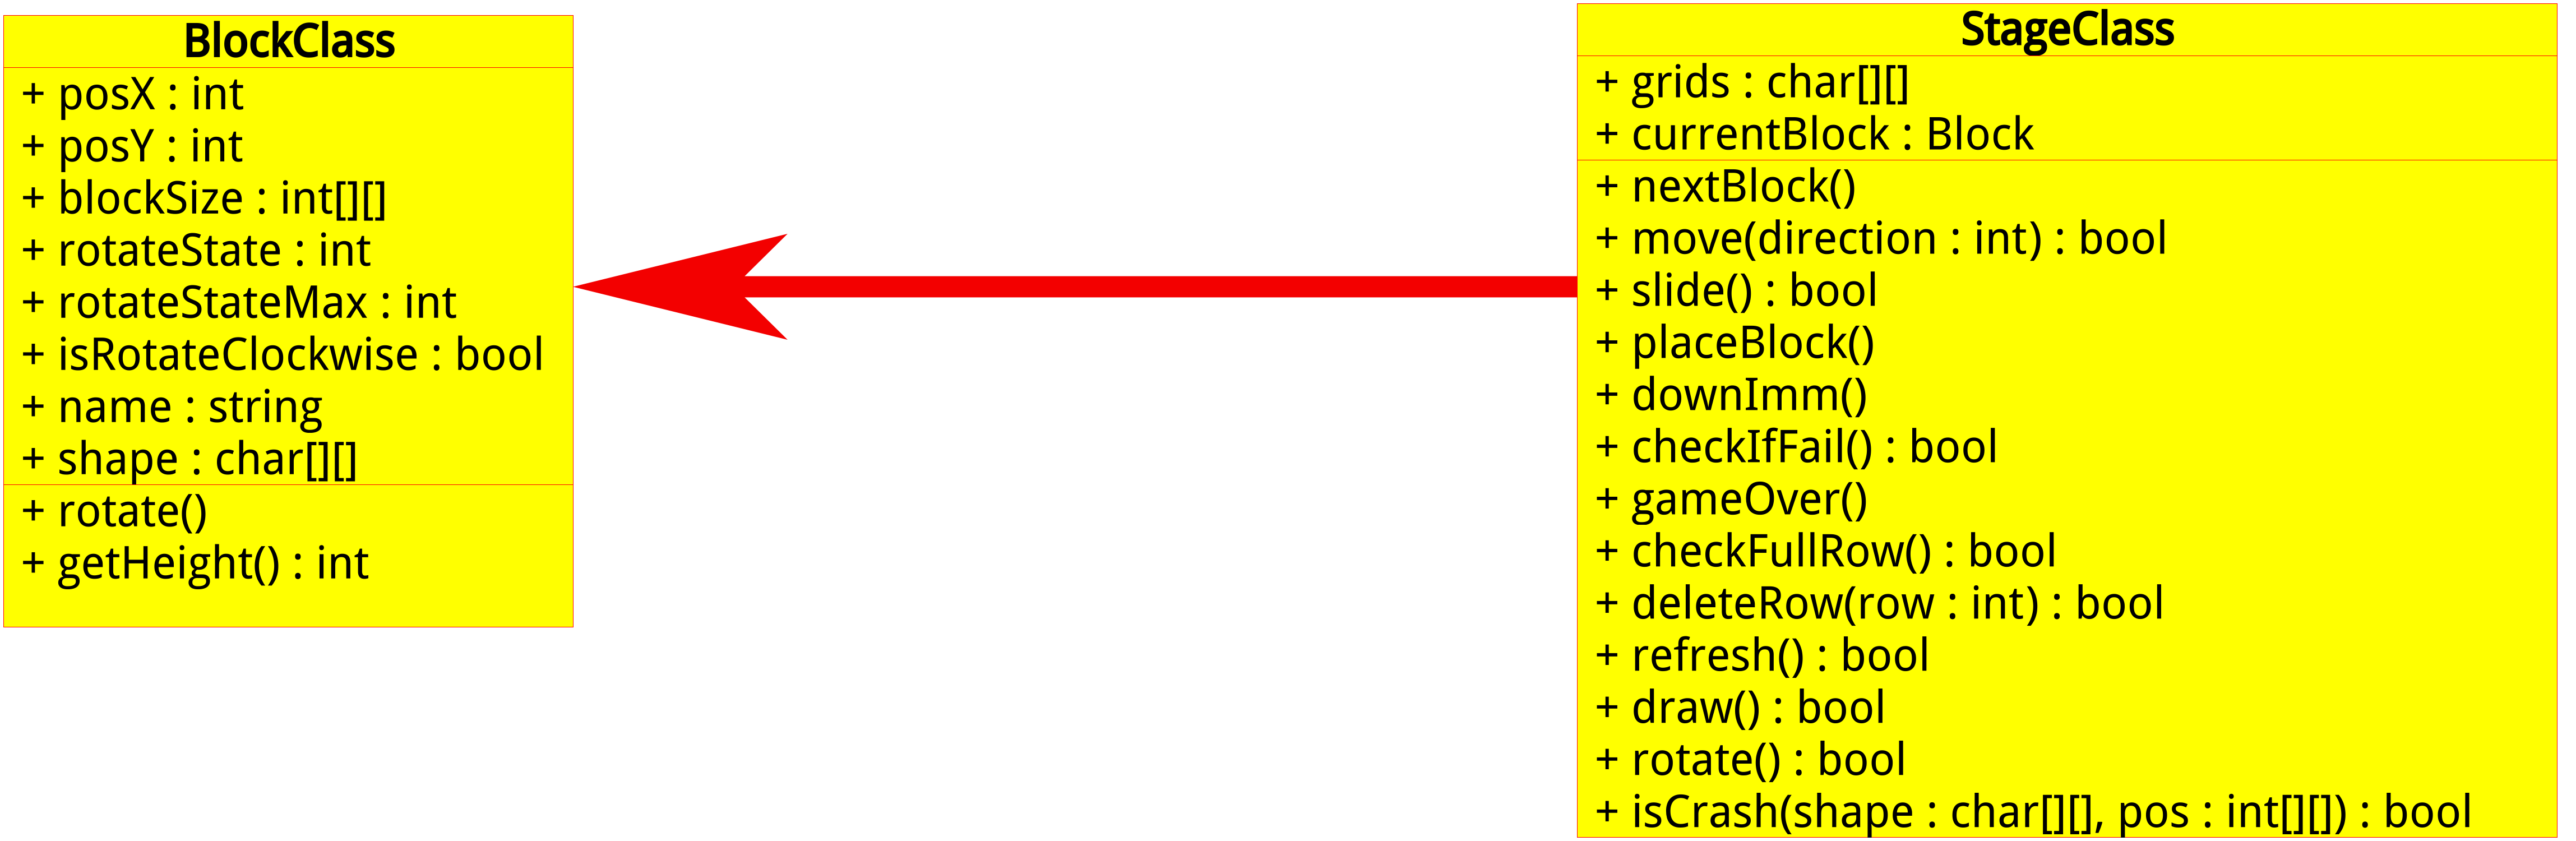 BlockClass
+ posX : int
+ posY : int
+ blockSize : int[][]
+ rotateState : int
+ rotateStateMax : int
+ isRotateClockwise : bool
+ name : string
+ shape : char[][]
+ rotate()
+ getHeight() : int
StageClass
+ grids : char[][]
+ currentBlock : Block
+ nextBlock()
+ move(direction : int) : bool
+ slide() : bool
+ placeBlock()
+ downImm()
+ checkIfFail() : bool
+ gameOver()
+ checkFullRow() : bool
+ deleteRow(row : int) : bool
+ refresh() : bool
+ draw() : bool
+ rotate() : bool
+ isCrash(shape : char[][], pos : int[][]) : bool